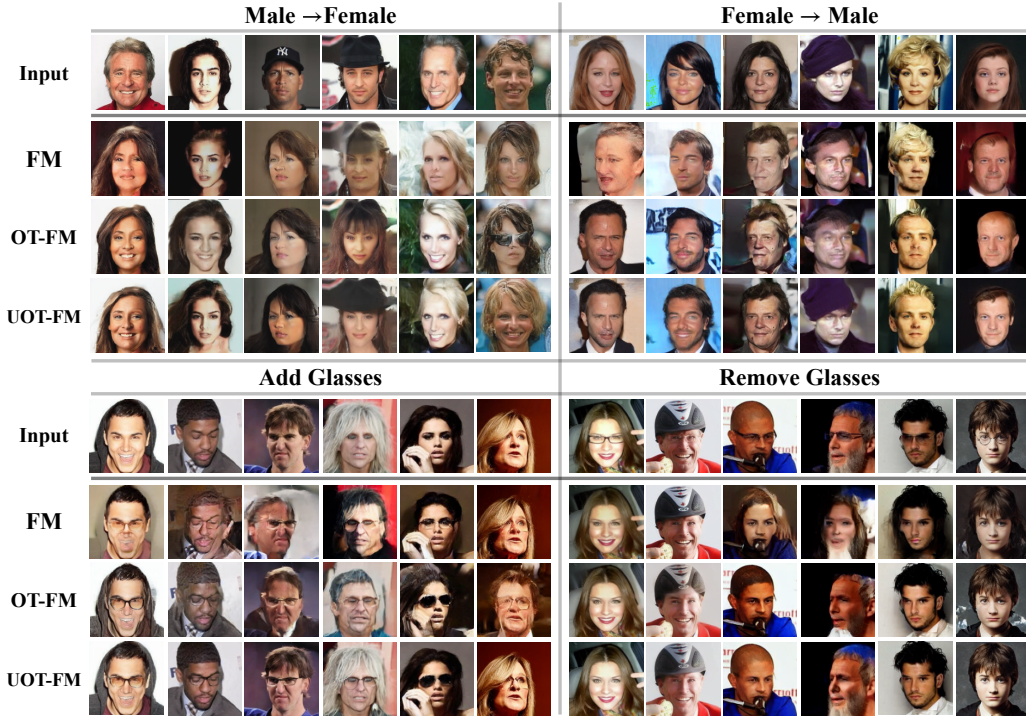 Male →Female
Female → Male
Input
FM
OT-FM
UOT-FM
Add Glasses
Remove Glasses
Input
FM
OT-FM
UOT-FM